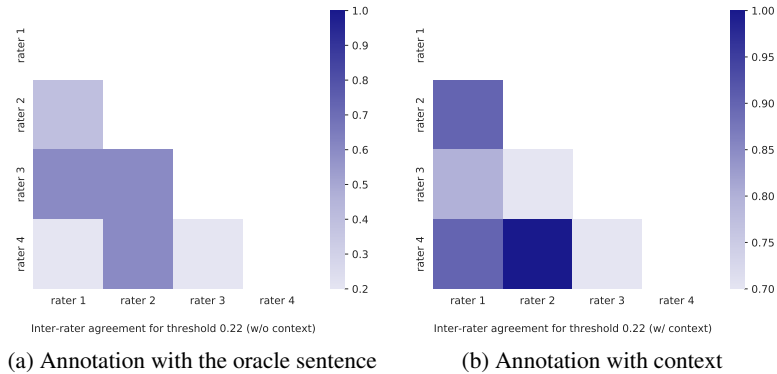 1.0
0.9
0.8
0.7
0.6
0.5
0.4
0.3
0.2
rater 1
rater 2
rater 3
rater 4
rater 1 rater 2 rater 3 rater 4
Inter-rater agreement for threshold 0.22 (w/o context)
(a) Annotation with the oracle sentence
1.00
0.95
0.90
0.85
0.80
0.75
0.70
rater 1
rater 2
rater 3
rater 4
rater 1 rater 2 rater 3 rater 4
Inter-rater agreement for threshold 0.22 (w/ context)
(b) Annotation with context